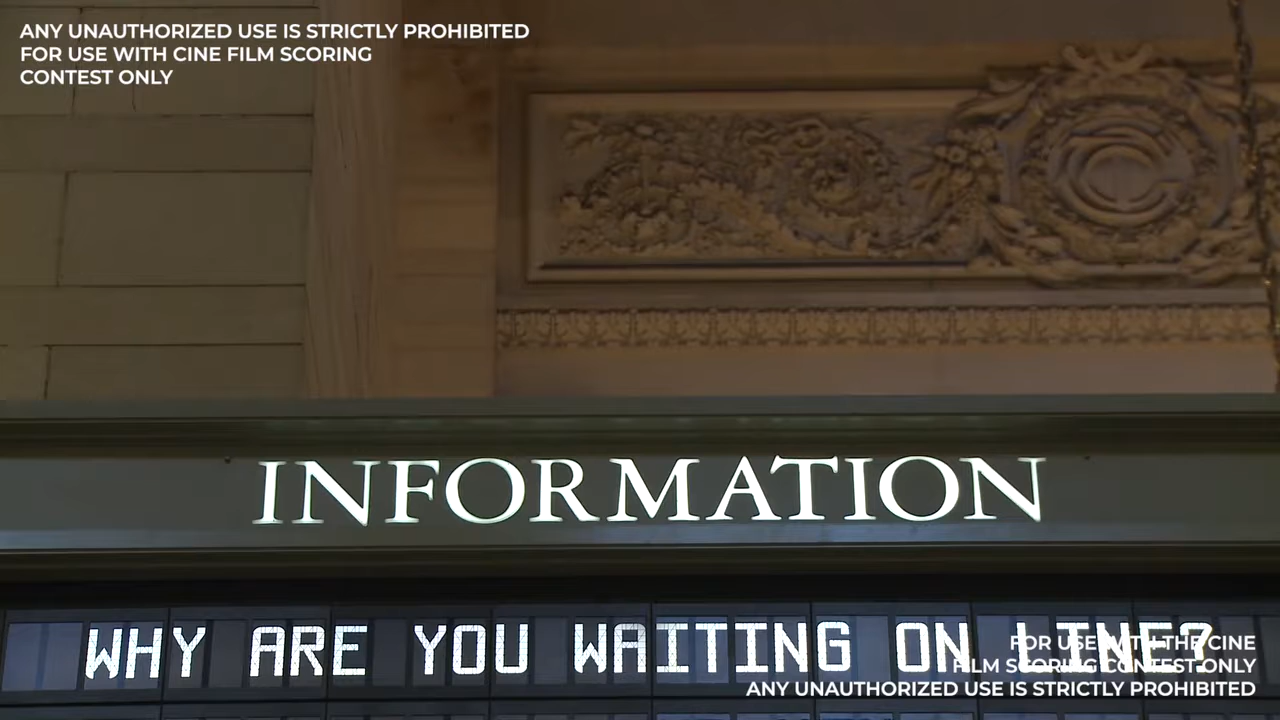 ANY UNAUTHORIZED USE IS STRICTLY PROHIBITED
FOR USE WITH CINE FILM SCORING
CONTEST ONLY
INFORMATION
WHY ARE YOU WAITING ON LINE?
FOR USE WITH THE CINE
FILM SCORING CONTEST ONLY
ANY UNAUTHORIZED USE IS STRICTLY PROHIBITED